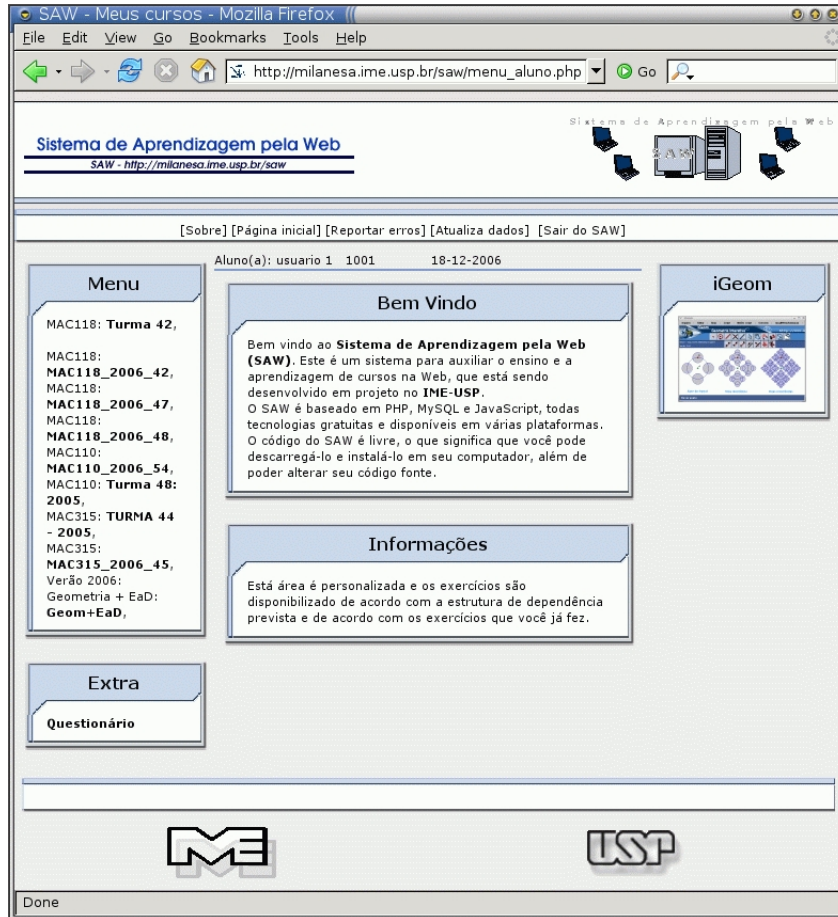 SAW - Meus cursos - Mozilla Firefox
File Edit View Go Bookmarks Tools Help
http://milanesa.ime.usp.br/saw/menu_aluno.php Go
Sistema de Aprendizagem pela Web
Sistema de Aprendizagem pela Web
SAW - http://milanesa.ime.usp.br/saw
SAW
[Sobre] [Página inicial] [Reportar erros] [Atualiza dados] [Sair do SAW]
Aluno(a): usuario 1 1001 18-12-2006
Menu
MAC118: Turma 42,
MAC118:
MAC118_2006_42,
MAC118:
MAC118_2006_47,
MAC118:
MAC118_2006_48,
MAC110:
MAC110_2006_54,
MAC110: Turma 48:
2005,
MAC315: TURMA 44
- 2005,
MAC315:
MAC315_2006_45,
Verão 2006:
Geometria + EaD:
Geom+EaD,
Extra
Questionário
Bem Vindo
Bem vindo ao Sistema de Aprendizagem pela Web
(SAW). Este é um sistema para auxiliar o ensino e a
aprendizagem de cursos na Web, que está sendo
desenvolvido em projeto no IME-USP.
O SAW é baseado em PHP, MySQL e JavaScript, todas
tecnologias gratuitas e disponíveis em várias plataformas.
O código do SAW é livre, o que significa que você pode
descarregá-lo e instalá-lo em seu computador, além de
poder alterar seu código fonte.
Informações
Está área é personalizada e os exercícios são
disponibilizado de acordo com a estrutura de dependência
prevista e de acordo com os exercícios que você já fez.
iGeom
IME
USP
Done